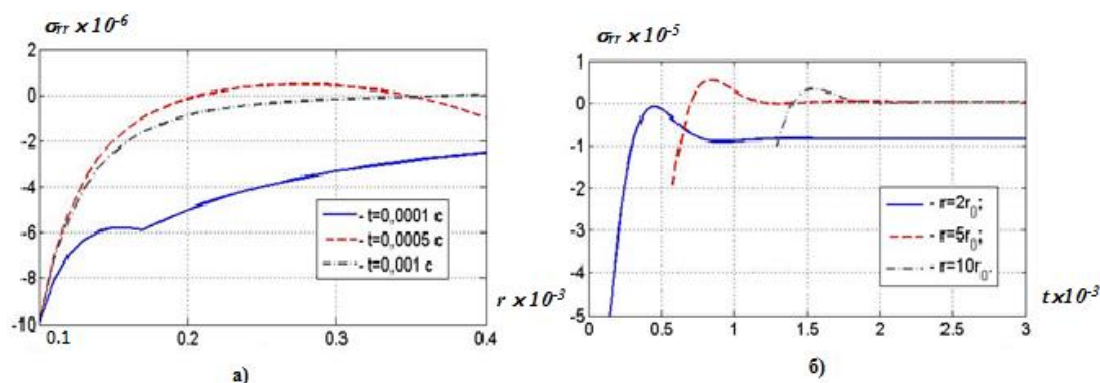 σrr × 10⁻⁶
2
0
-2
-4
-6
-8
-10
0.1
0.2
0.3
0.4
- t=0,0001 c
- t=0,0005 c
- t=0,001 c
r × 10⁻³
а)
σrr × 10⁻⁵
1
0
-1
-2
-3
-4
-5
0
0.5
1
1.5
2
2.5
3
- r=2r₀;
- r=5r₀;
- r=10r₀.
t×10⁻³
б)